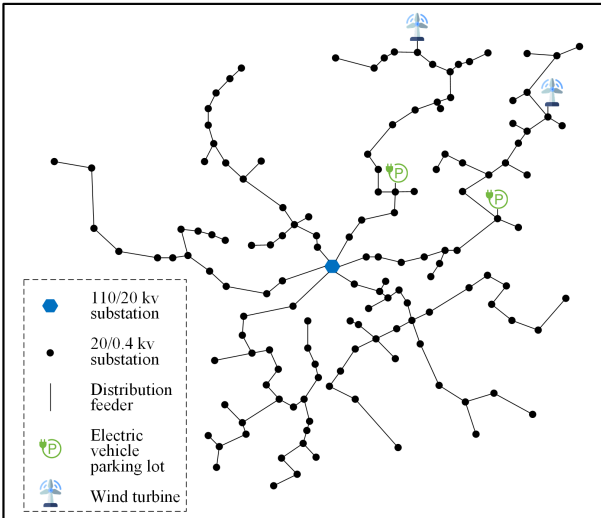 P
P
110/20 kv
substation
20/0.4 kv
substation
Distribution
feeder
P
Electric
vehicle
parking lot
Wind turbine